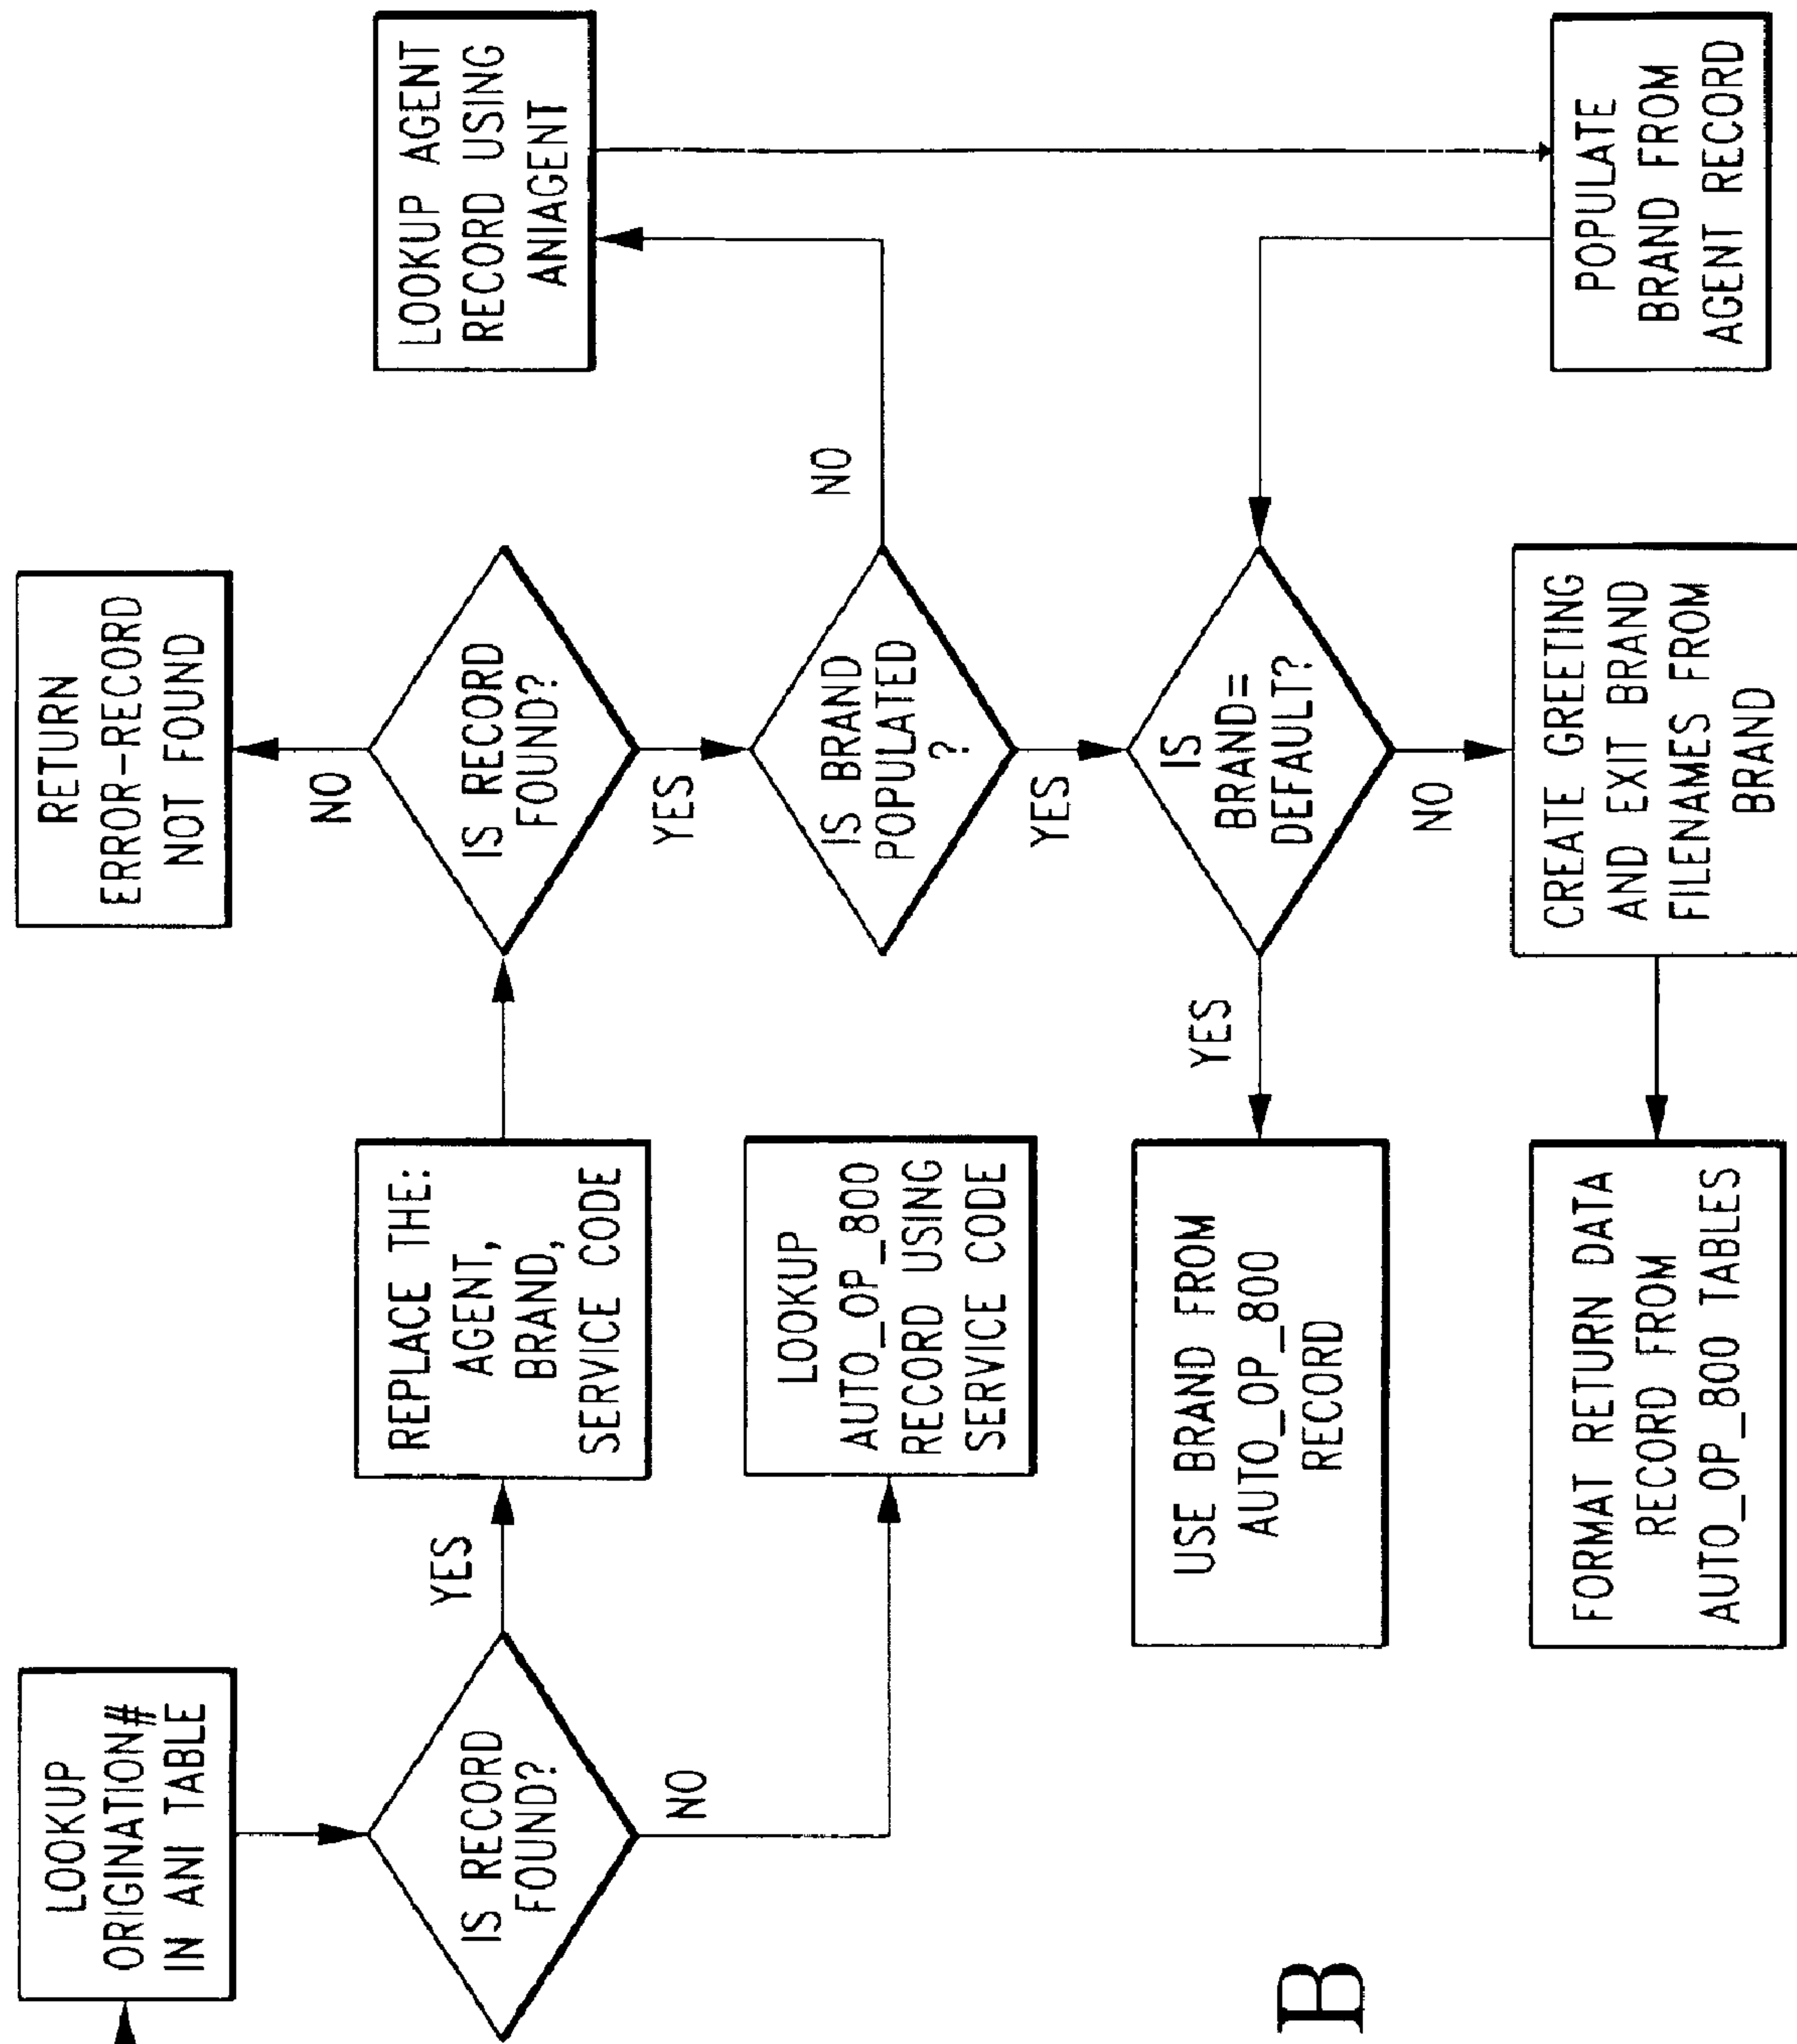 LOOKUP
ORIGINATION#
IN ANI TABLE
IS RECORD
FOUND?
YES
NO
REPLACE THE:
AGENT,
BRAND,
SERVICE CODE
LOOKUP
AUTO_OP_800
RECORD USING
SERVICE CODE
RETURN
ERROR-RECORD
NOT FOUND
NO
IS RECORD
FOUND?
YES
IS BRAND
POPULATED
?
NO
YES
LOOKUP AGENT
RECORD USING
ANIAGENT
POPULATE
BRAND FROM
AGENT RECORD
IS
BRAND=
DEFAULT?
YES
NO
USE BRAND FROM
AUTO_OP_800
RECORD
CREATE GREETING
AND EXIT BRAND
FILENAMES FROM
BRAND
FORMAT RETURN DATA
RECORD FROM
AUTO_OP_800 TABLES
B